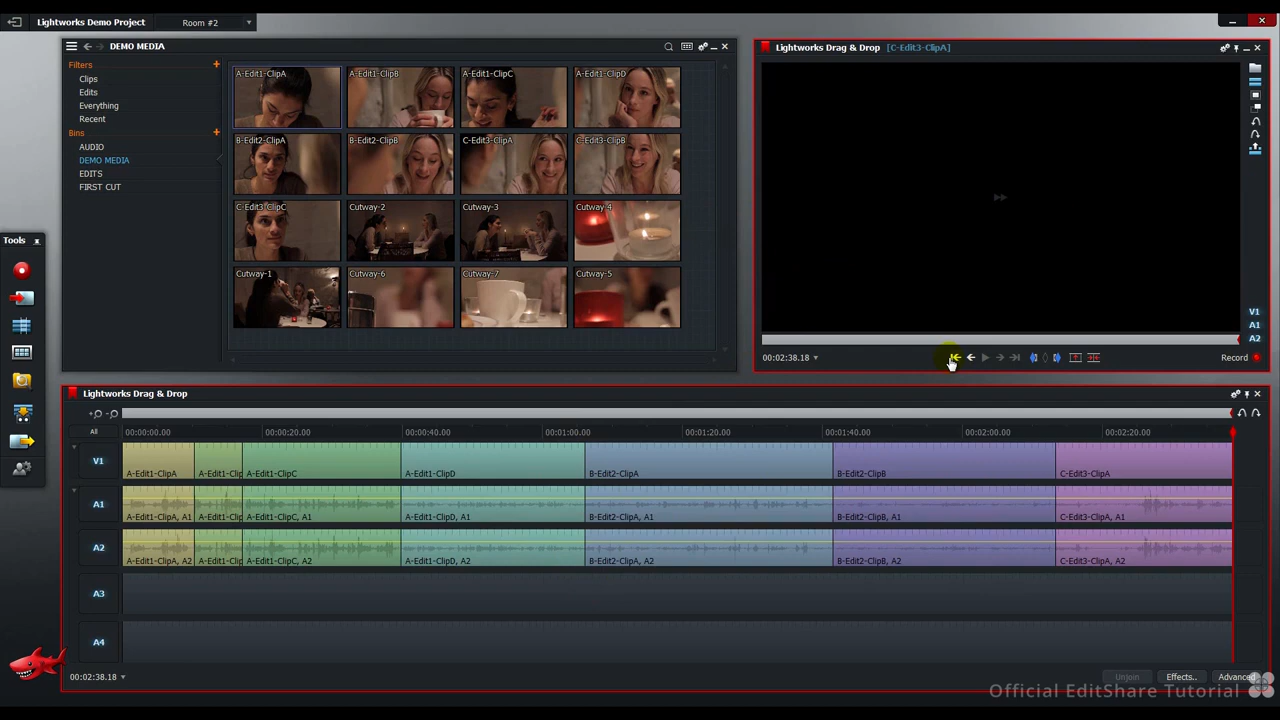 Lightworks Demo Project
Room #2
DEMO MEDIA
Filters
Clips
Edits
Everything
Recent
Bins
AUDIO
DEMO MEDIA
EDITS
FIRST CUT
A-Edit1-ClipA
A-Edit1-ClipB
A-Edit1-ClipC
A-Edit1-ClipD
B-Edit2-ClipA
B-Edit2-ClipB
C-Edit3-ClipA
C-Edit3-ClipB
C-Edit3-ClipC
Cutway-2
Cutway-3
Cutway-4
Cutway-1
Cutway-6
Cutway-7
Cutway-5
Lightworks Drag & Drop [C-Edit3-ClipA]
V1
A1
A2
00:02:38.18
Record
Tools
Lightworks Drag & Drop
All
00:00:00.00 00:00:20.00 00:00:40.00 00:01:00.00 00:01:20.00 00:01:40.00 00:02:00.00 00:02:20.00
V1
A-Edit1-ClipA A-Edit1-Clip A-Edit1-ClipC A-Edit1-ClipD B-Edit2-ClipA B-Edit2-ClipB C-Edit3-ClipA
A1
A-Edit1-ClipA, A1 A-Edit1-Clip A-Edit1-ClipC, A1 A-Edit1-ClipD, A1 B-Edit2-ClipA, A1 B-Edit2-ClipB, A1 C-Edit3-ClipA, A1
A2
A-Edit1-ClipA, A2 A-Edit1-Clip A-Edit1-ClipC, A2 A-Edit1-ClipD, A2 B-Edit2-ClipA, A2 B-Edit2-ClipB, A2 C-Edit3-ClipA, A2
A3
A4
00:02:38.18
Unjoin
Effects..
Advanced
Official EditShare Tutorial